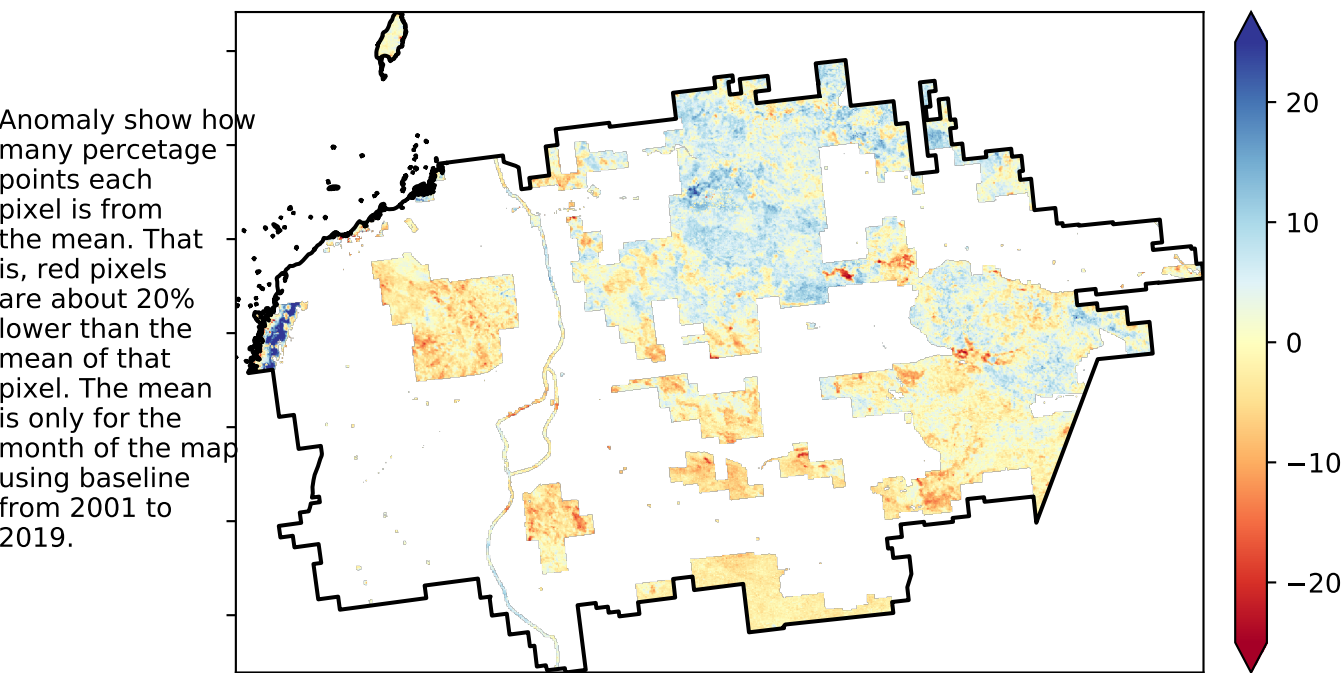 Anomaly show how
many percetage
points each
pixel is from
the mean. That
is, red pixels
are about 20%
lower than the
mean of that
pixel. The mean
is only for the
month of the map
using baseline
from 2001 to
2019.
20
10
0
−10
−20